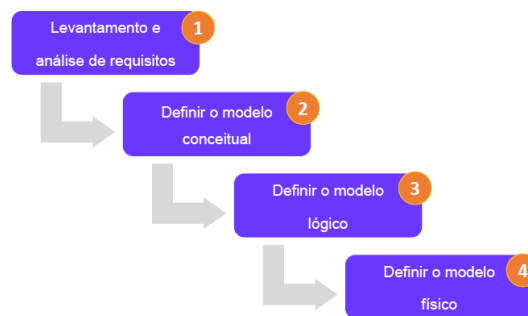 Levantamento e
análise de requisitos
1
Definir o modelo
conceitual
2
Definir o modelo
lógico
3
Definir o modelo
físico
4